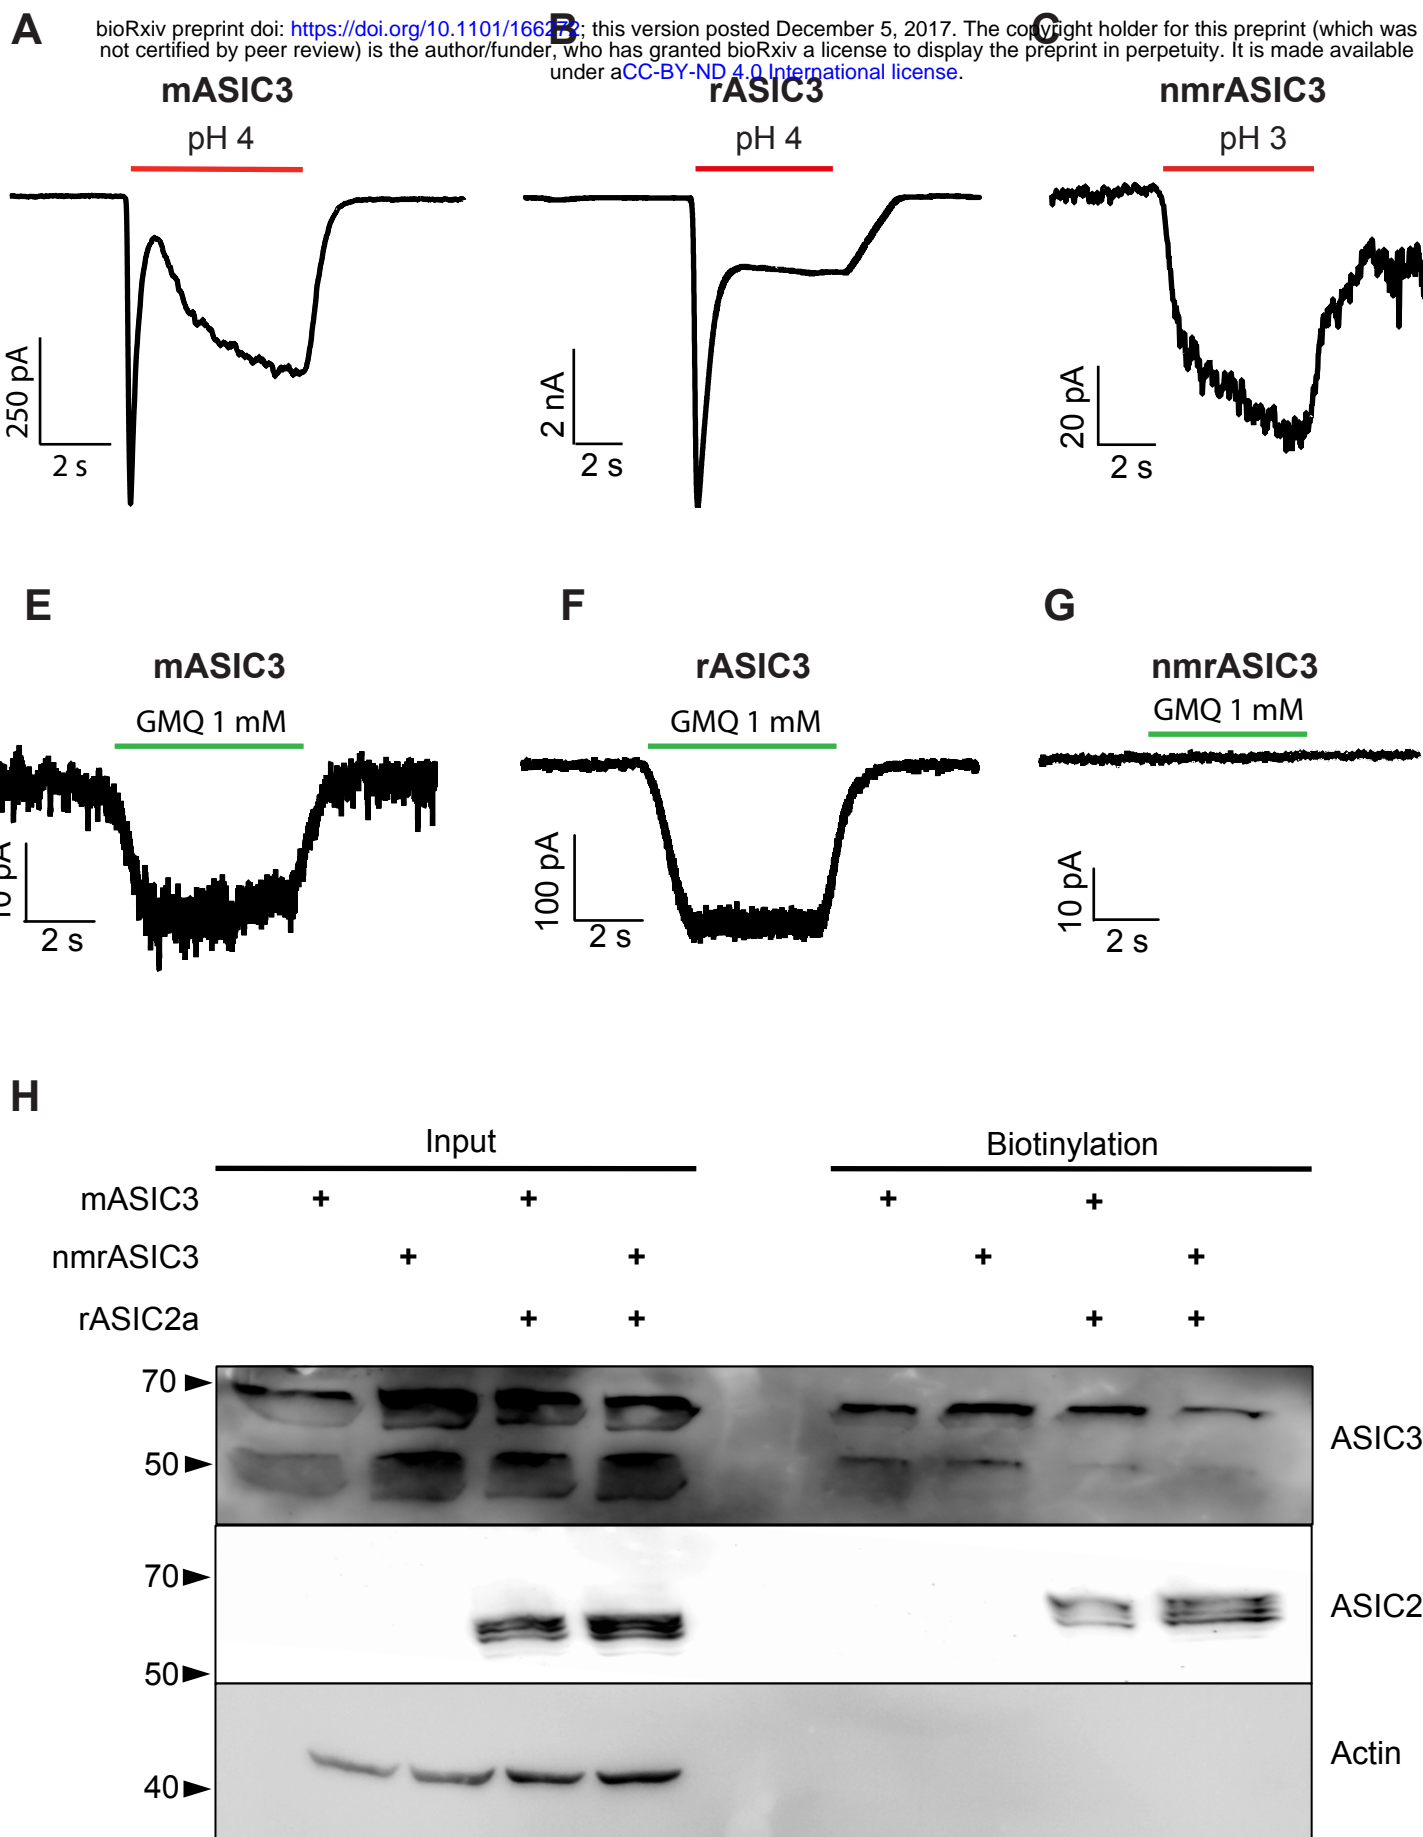 A
bioRxiv preprint doi: https://doi.org/10.1101/166272; this version posted December 5, 2017. The copyright holder for this preprint (which was
B
C
not certified by peer review) is the author/funder, who has granted bioRxiv a license to display the preprint in perpetuity. It is made available
under aCC-BY-ND 4.0 International license.
mASIC3
rASIC3
nmrASIC3
pH 4
pH 4
pH 3
250 pA
2 s
2 nA
2 s
20 pA
2 s
E
F
G
mASIC3
rASIC3
nmrASIC3
GMQ 1 mM
GMQ 1 mM
GMQ 1 mM
10 pA
2 s
100 pA
2 s
10 pA
2 s
H
Input
Biotinylation
mASIC3 + + + +
nmrASIC3 + + + +
rASIC2a + + + +
70
50
ASIC3
70
50
ASIC2
40
Actin